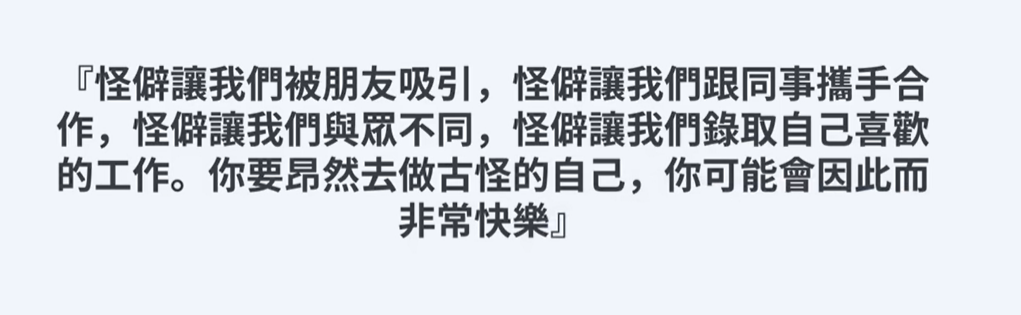 『怪僻讓我們被朋友吸引，怪僻讓我們跟同事攜手合
作，怪僻讓我們與眾不同，怪僻讓我們錄取自己喜歡
的工作。你要昂然去做古怪的自己，你可能會因此而
非常快樂』